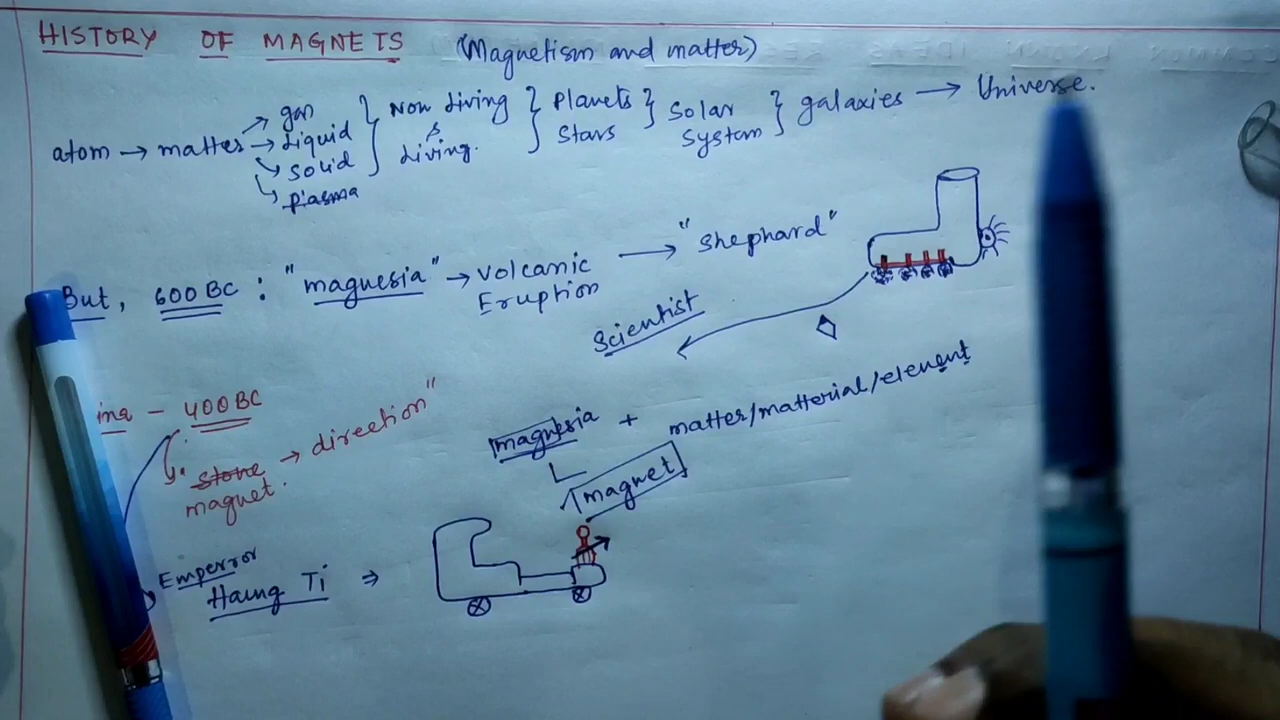 HISTORY OF MAGNETS (Magnetism and matter)
atom → matter → gas
→ Liquid
↘ solid
↳ plasma
} Non living
&
living.
} Planets
Stars
} Solar
System
} galaxies → Universe.
But, 600 BC : "magnesia" → volcanic
Eruption
→ "shephard"
Scientist
ina - 400 BC
stone → direction"
magnet.
magnesia + matter/matterial/element
magnet
Emperror
Haung Ti ⇒